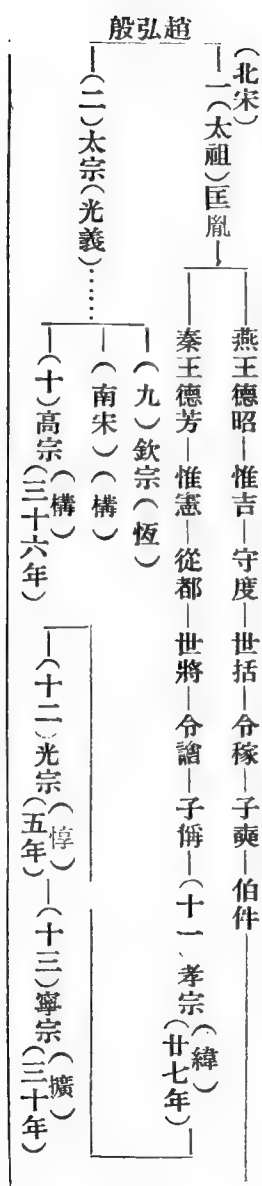 趙弘殷
（北宋）
一（太祖）匡胤
燕王德昭—惟吉—守度—世括—令稼—子奭—伯件
秦王德芳—惟憲—從都—世將—令譮—子偁—（十一、孝宗（緯）（廿七年）
（二）太宗（光義）……
（九）欽宗（恆）
（南宋）（構）
（十）高宗（構）（三十六年）
（十二）光宗（惇）（五年）—（十三）寧宗（擴）（三十年）